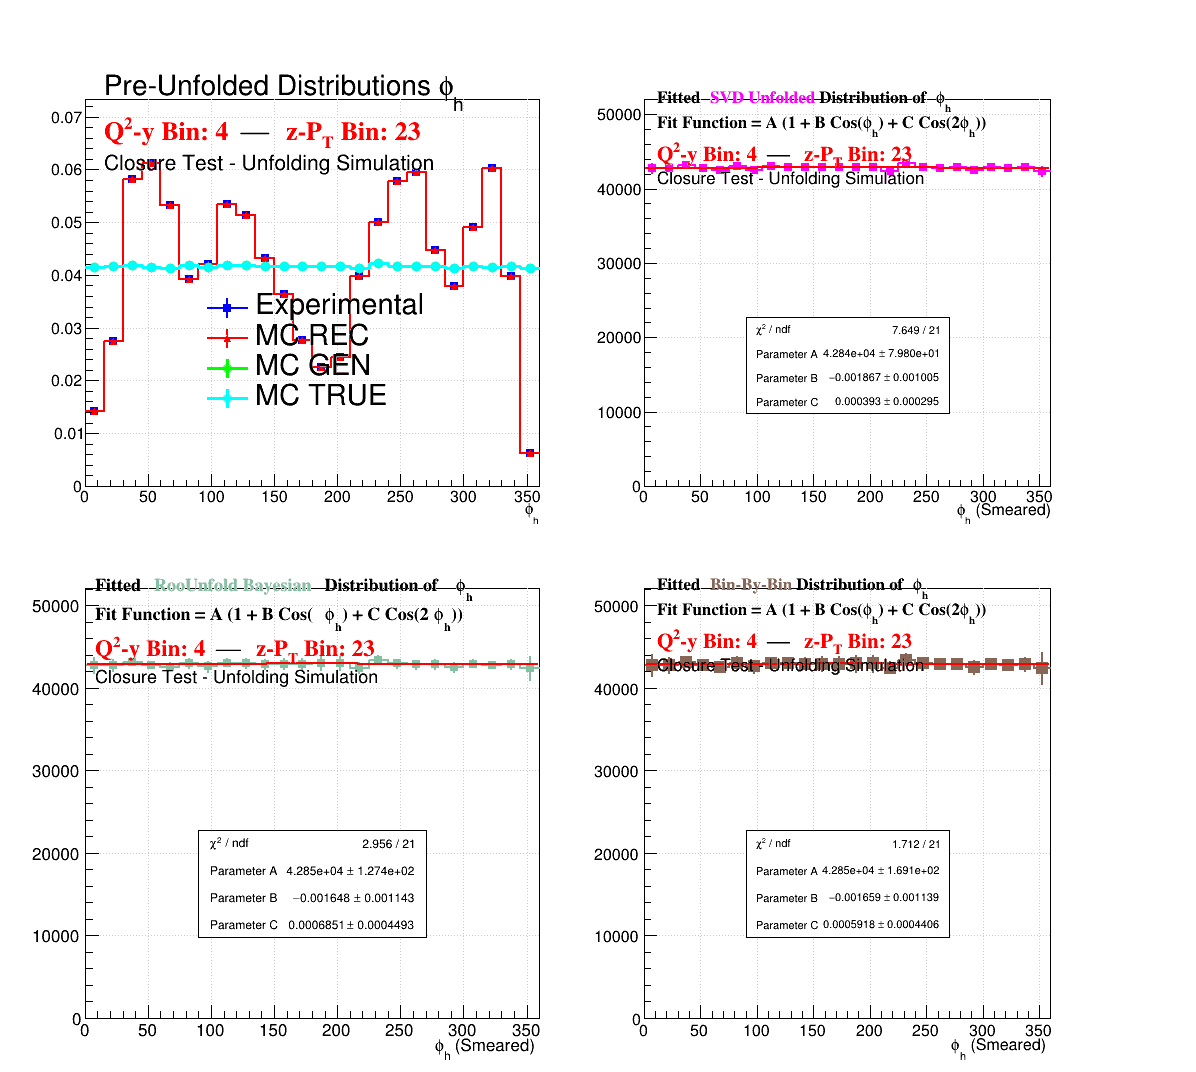 Pre-Unfolded Distributions ϕh
Q2-y Bin: 4 — z-PT Bin: 23
Closure Test - Unfolding Simulation
0.07
0.06
0.05
0.04
0.03
0.02
0.01
0
Experimental
MC REC
MC GEN
MC TRUE
0 50 100 150 200 250 300 350
ϕh
Fitted SVD Unfolded Distribution of ϕh
Fit Function = A (1 + B Cos(ϕh) + C Cos(2ϕh))
Q2-y Bin: 4 — z-PT Bin: 23
Closure Test - Unfolding Simulation
50000
40000
30000
20000
10000
0
χ2 / ndf 7.649 / 21
Parameter A 4.284e+04 ± 7.980e+01
Parameter B −0.001867 ± 0.001005
Parameter C 0.000393 ± 0.000295
0 50 100 150 200 250 300 350
ϕh (Smeared)
Fitted RooUnfold Bayesian Distribution of ϕh
Fit Function = A (1 + B Cos( ϕh) + C Cos(2 ϕh))
Q2-y Bin: 4 — z-PT Bin: 23
Closure Test - Unfolding Simulation
50000
40000
30000
20000
10000
0
χ2 / ndf 2.956 / 21
Parameter A 4.285e+04 ± 1.274e+02
Parameter B −0.001648 ± 0.001143
Parameter C 0.0006851 ± 0.0004493
0 50 100 150 200 250 300 350
ϕh (Smeared)
Fitted Bin-By-Bin Distribution of ϕh
Fit Function = A (1 + B Cos(ϕh) + C Cos(2ϕh))
Q2-y Bin: 4 — z-PT Bin: 23
Closure Test - Unfolding Simulation
50000
40000
30000
20000
10000
0
χ2 / ndf 1.712 / 21
Parameter A 4.285e+04 ± 1.691e+02
Parameter B −0.001659 ± 0.001139
Parameter C 0.0005918 ± 0.0004406
0 50 100 150 200 250 300 350
ϕh (Smeared)